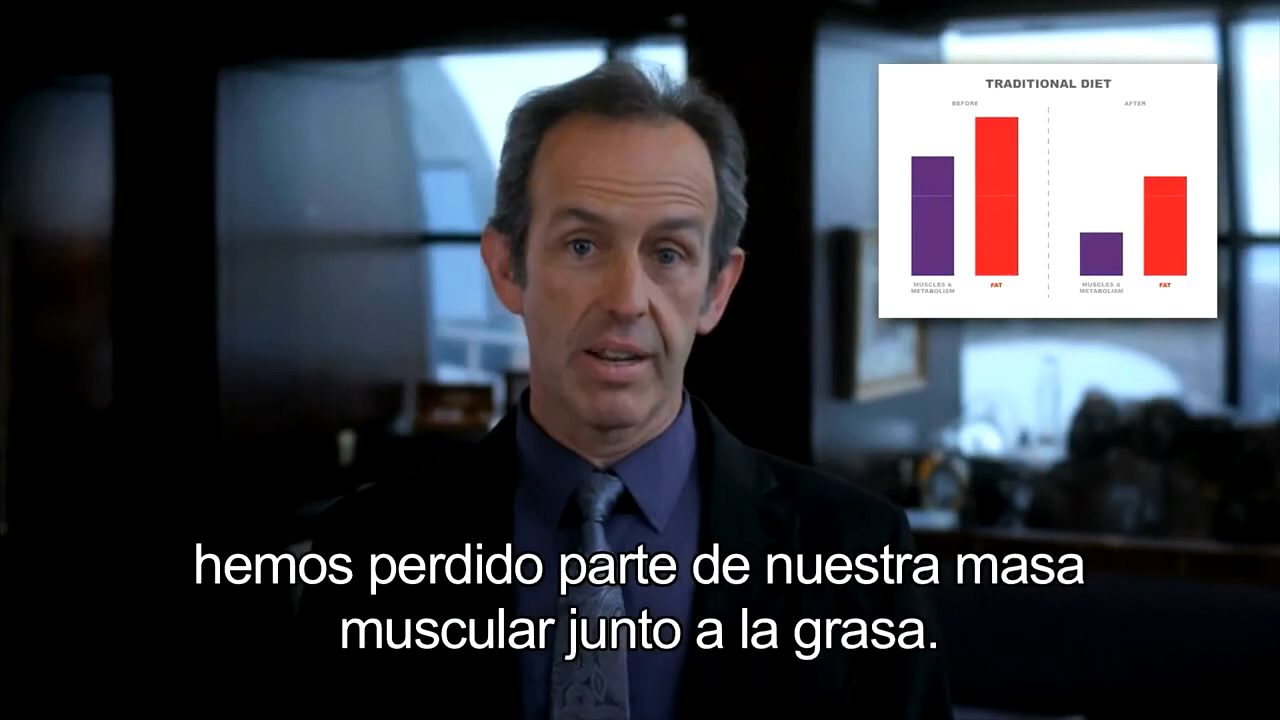 TRADITIONAL DIET
BEFORE
AFTER
MUSCLES &
METABOLISM
FAT
MUSCLES &
METABOLISM
FAT
hemos perdido parte de nuestra masa
muscular junto a la grasa.